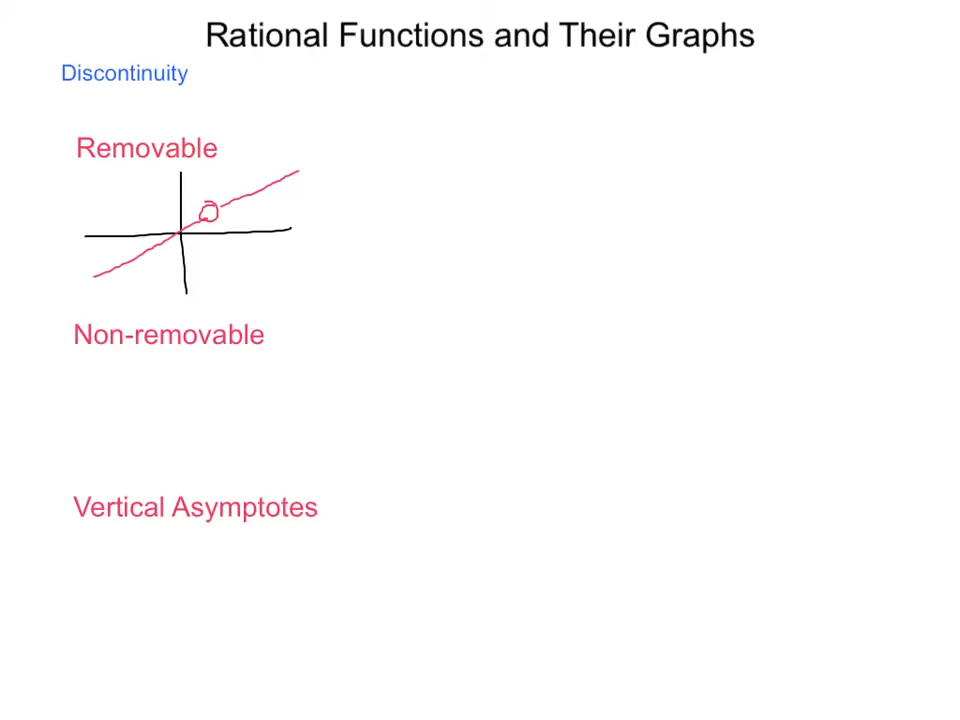 Rational Functions and Their Graphs
Discontinuity
Removable
Non-removable
Vertical Asymptotes